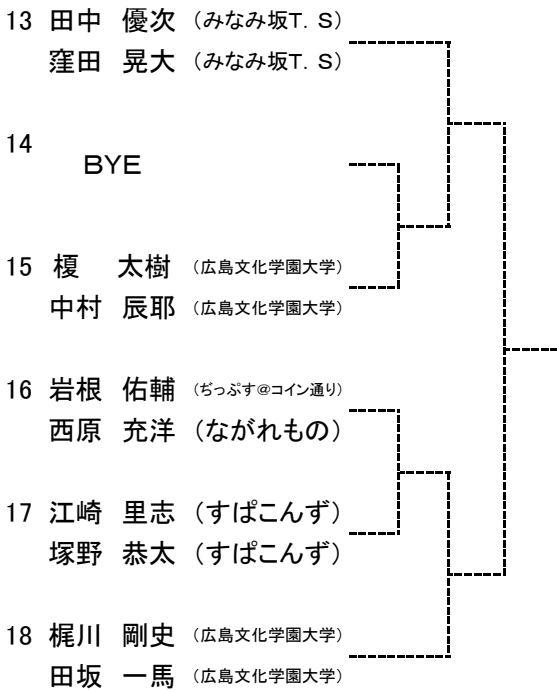 13 田中 優次 (みなみ坂T.S)
窪田 晃大 (みなみ坂T.S)
14
BYE
15 榎 太樹 (広島文化学園大学)
中村 辰耶 (広島文化学園大学)
16 岩根 佑輔 (ぢっぷす@コイン通り)
西原 充洋 (ながれもの)
17 江崎 里志 (すぱこんず)
塚野 恭太 (すぱこんず)
18 梶川 剛史 (広島文化学園大学)
田坂 一馬 (広島文化学園大学)